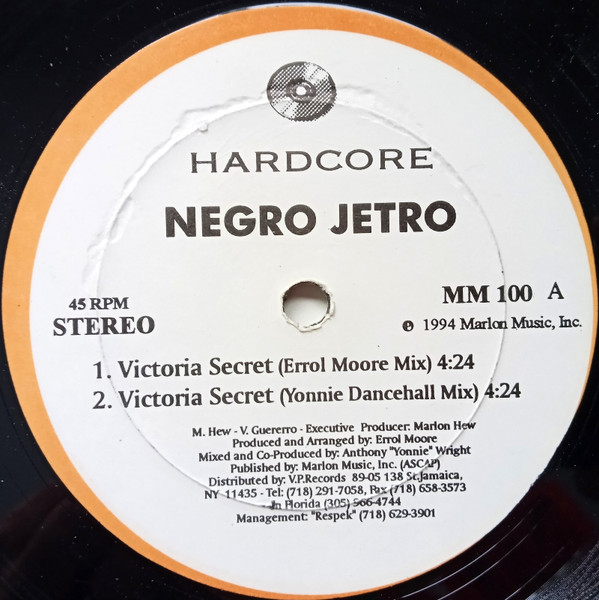 HARDCORE
NEGRO JETRO
45 RPM
STEREO
MM 100 A
℗ 1994 Marlon Music, Inc.
1. Victoria Secret (Errol Moore Mix) 4:24
2. Victoria Secret (Yonnie Dancehall Mix) 4:24
M. Hew - V. Guererro - Executive Producer: Marlon Hew
Produced and Arranged by: Errol Moore
Mixed and Co-Produced by: Anthony "Yonnie" Wright
Published by: Marlon Music, Inc. (ASCAP)
Distributed by: V.P.Records 89-05 138 St.Jamaica,
NY 11435 - Tel: (718) 291-7058, Fax (718) 658-3573
- In Florida (305) 566-4744
Management: "Respek" (718) 629-3901